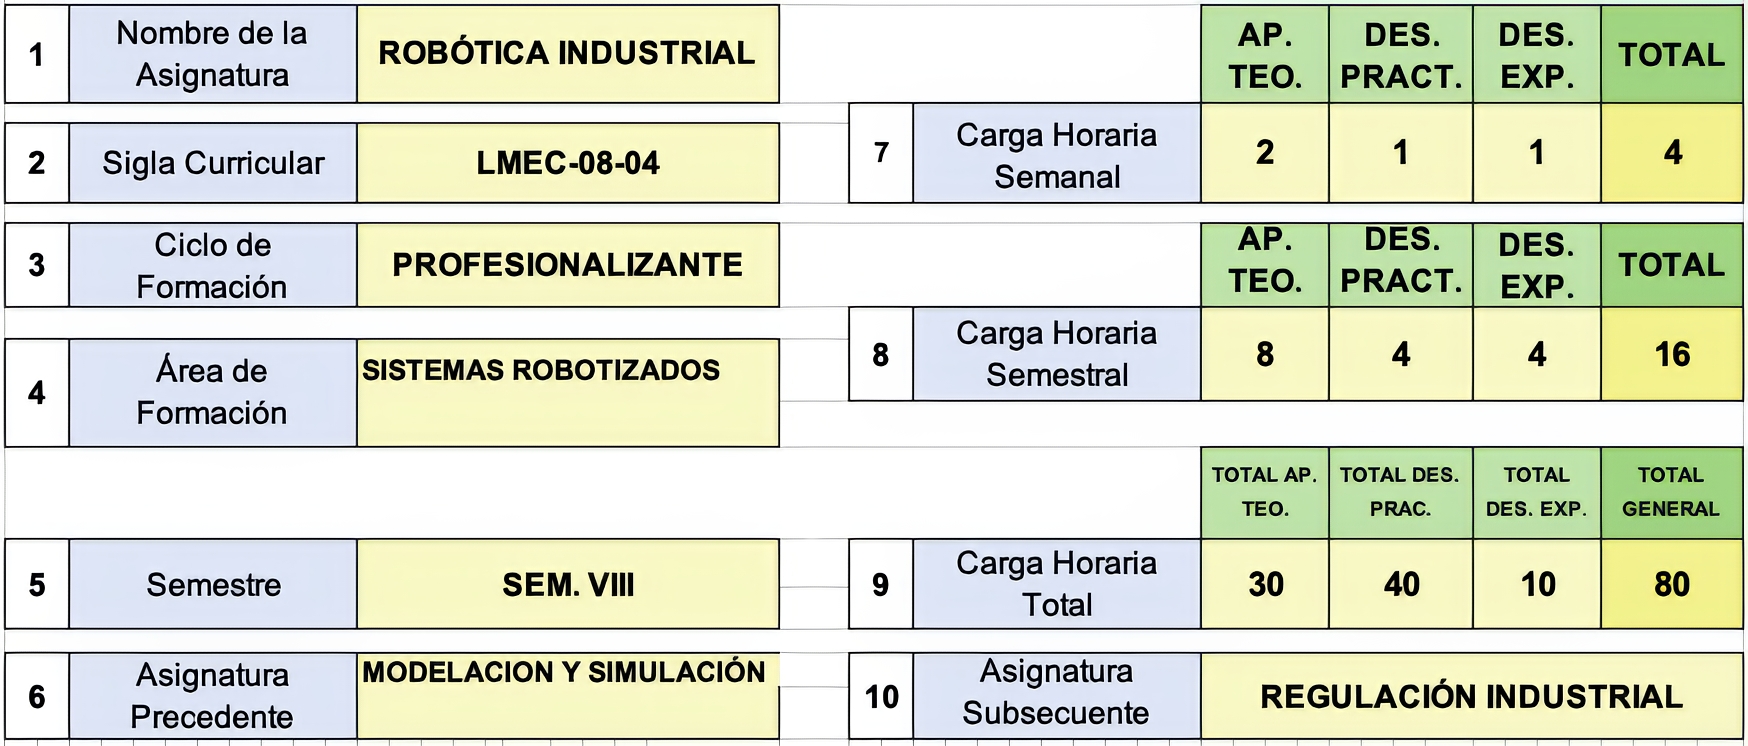 1
Nombre de la
Asignatura
ROBÓTICA INDUSTRIAL
2
Sigla Curricular
LMEC-08-04
3
Ciclo de
Formación
PROFESIONALIZANTE
4
Área de
Formación
SISTEMAS ROBOTIZADOS
5
Semestre
SEM. VIII
6
Asignatura
Precedente
MODELACION Y SIMULACIÓN
AP.
TEO.
DES.
PRACT.
DES.
EXP.
TOTAL
7
Carga Horaria
Semanal
2
1
1
4
AP.
TEO.
DES.
PRACT.
DES.
EXP.
TOTAL
8
Carga Horaria
Semestral
8
4
4
16
TOTAL AP.
TEO.
TOTAL DES.
PRAC.
TOTAL
DES. EXP.
TOTAL
GENERAL
9
Carga Horaria
Total
30
40
10
80
10
Asignatura
Subsecuente
REGULACIÓN INDUSTRIAL